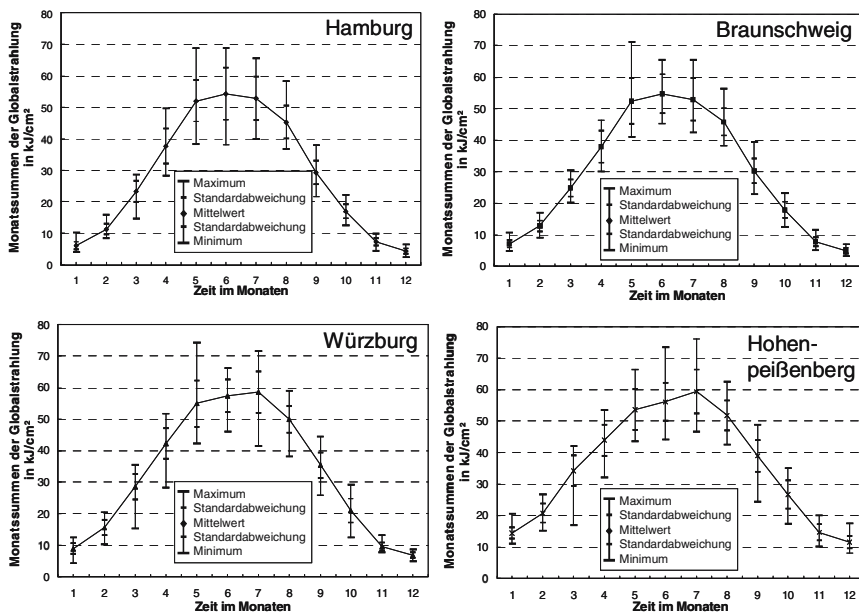 Hamburg
Monatssummen der Globalstrahlung
in kJ/cm²
80
70
60
50
40
30
20
10
0
Maximum
Standardabweichung
Mittelwert
Standardabweichung
Minimum
1 2 3 4 5 6 7 8 9 10 11 12
Zeit im Monaten
Braunschweig
Monatssummen der Globalstrahlung
in kJ/cm²
80
70
60
50
40
30
20
10
0
Maximum
Standardabweichung
Mittelwert
Standardabweichung
Minimum
1 2 3 4 5 6 7 8 9 10 11 12
Zeit im Monaten
Würzburg
Monatssummen der Globalstrahlung
in kJ/cm²
80
70
60
50
40
30
20
10
0
Maximum
Standardabweichung
Mittelwert
Standardabweichung
Minimum
1 2 3 4 5 6 7 8 9 10 11 12
Zeit im Monaten
Hohen-
peißenberg
Monatssummen der Globalstrahlung
in kJ/cm²
80
70
60
50
40
30
20
10
0
Maximum
Standardabweichung
Mittelwert
Standardabweichung
Minimum
1 2 3 4 5 6 7 8 9 10 11 12
Zeit im Monaten